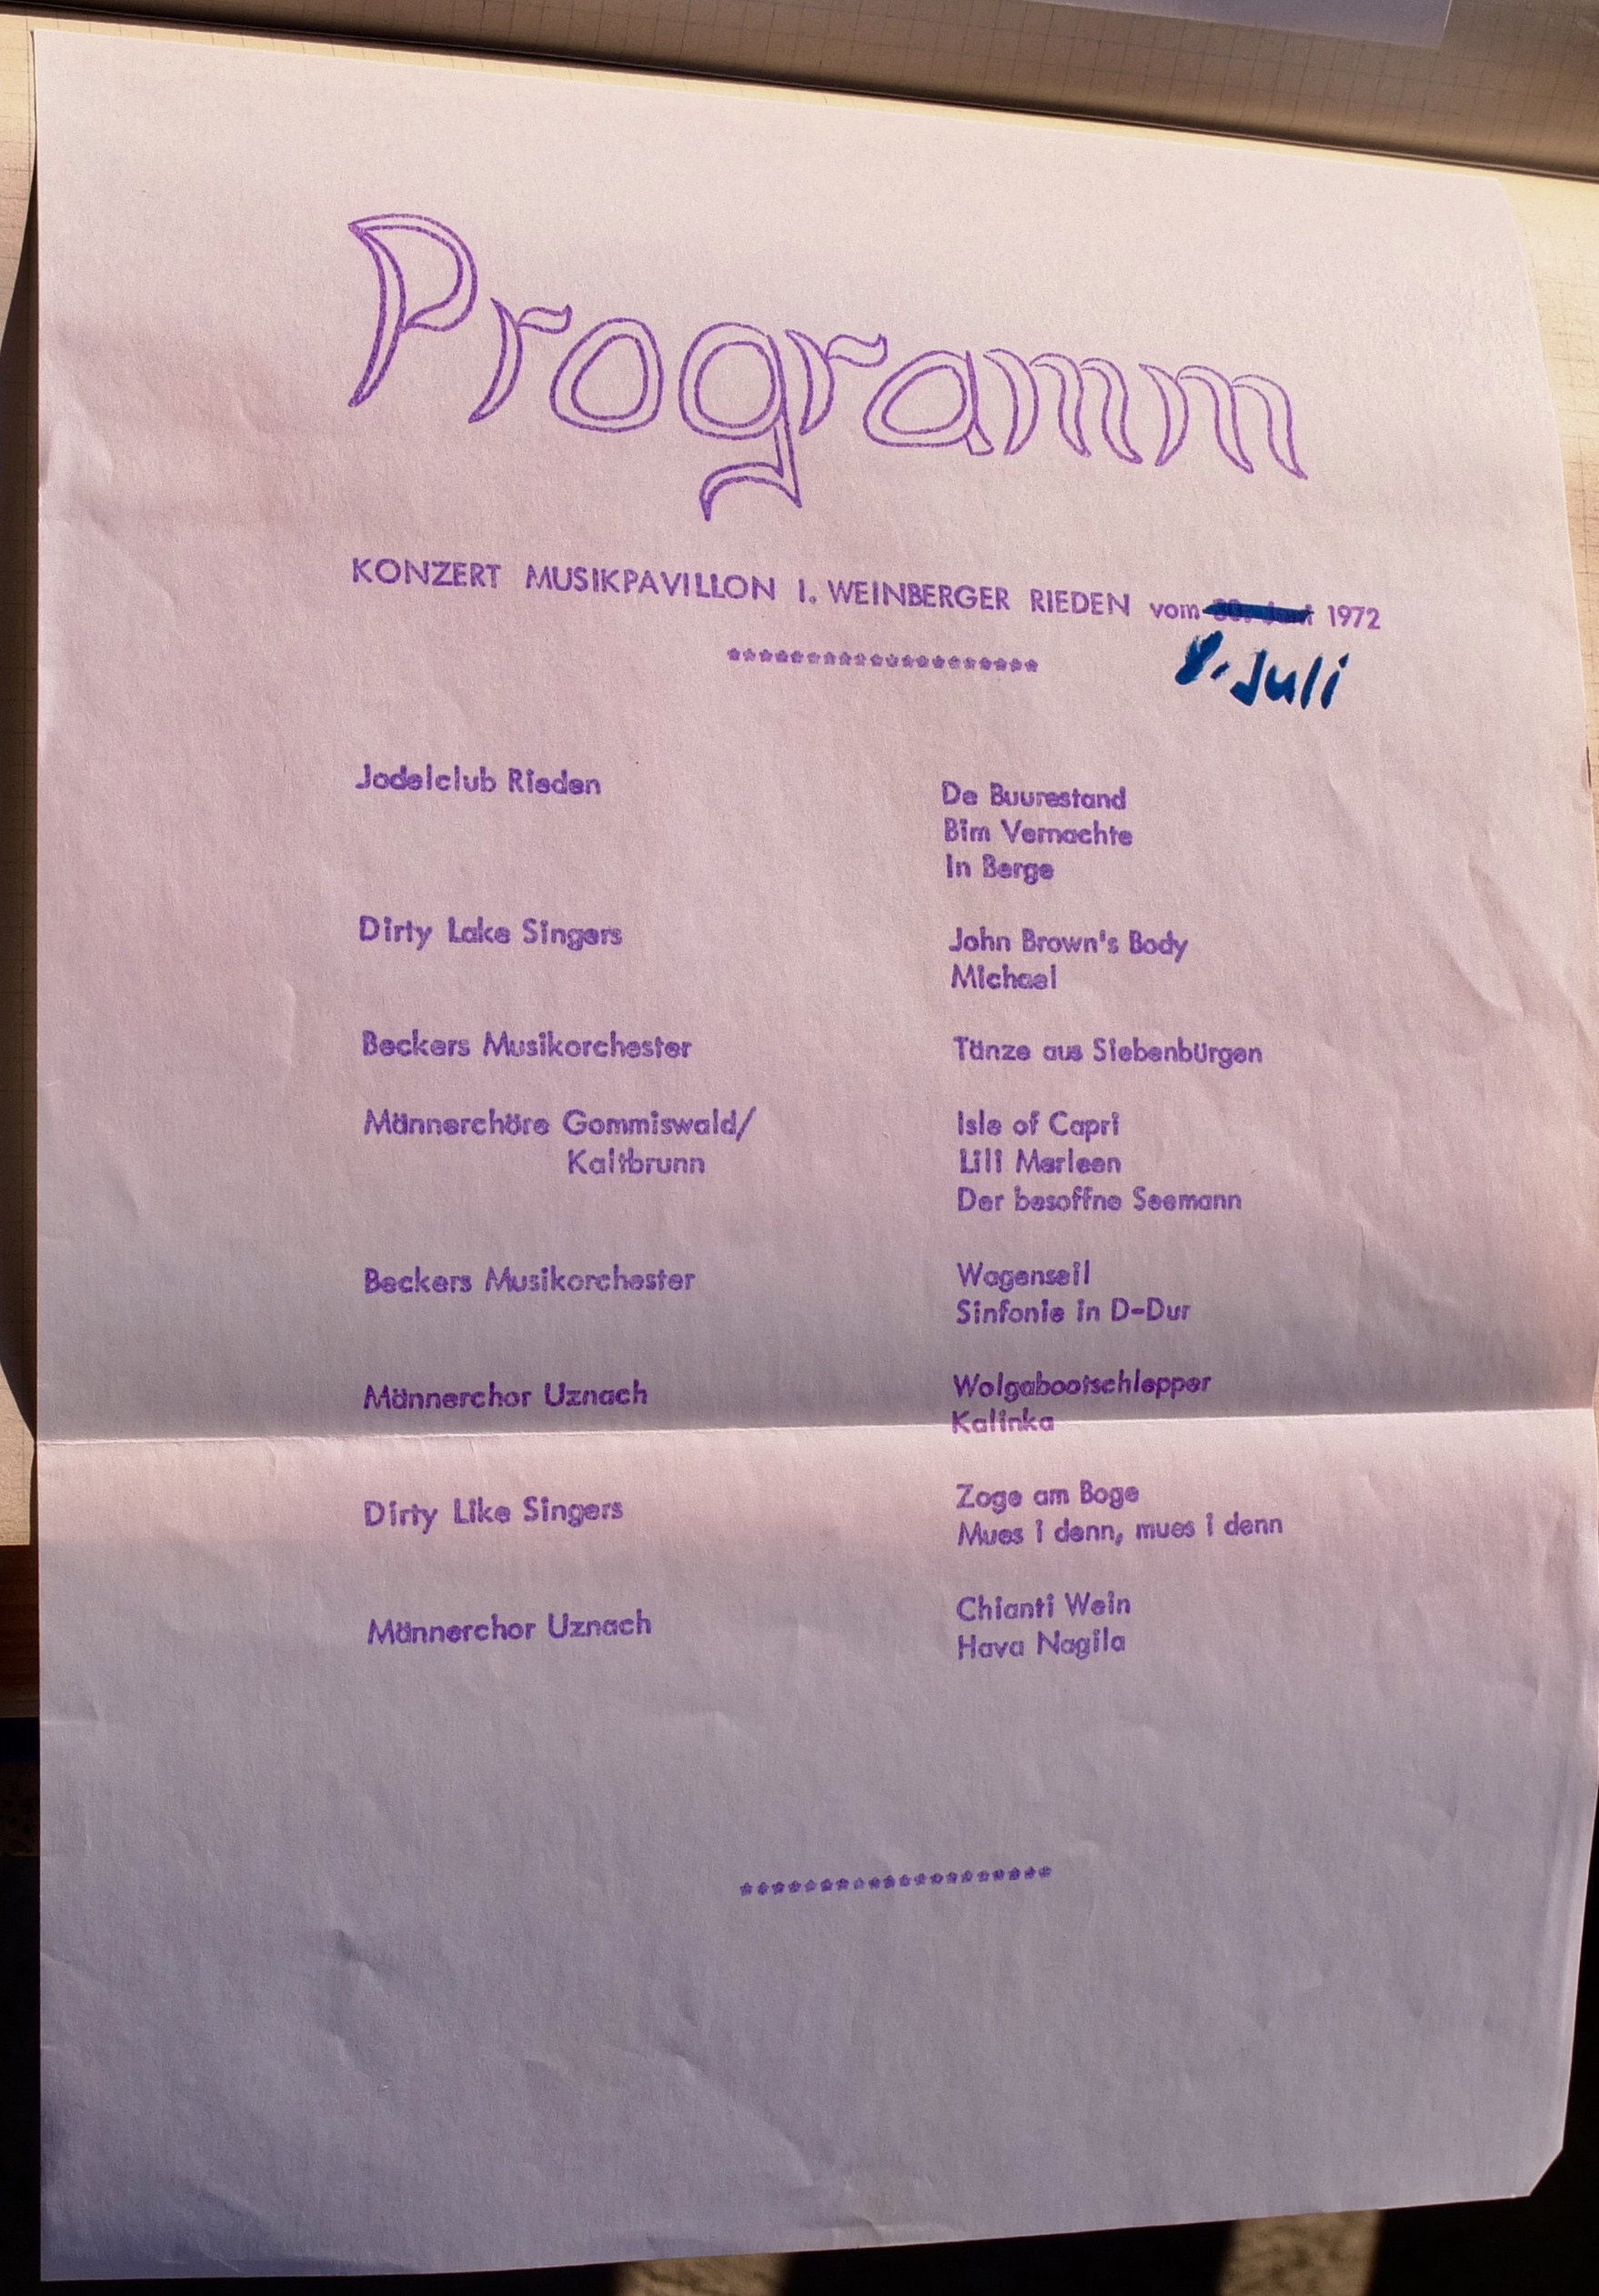 Programm
KONZERT MUSIKPAVILLON I. WEINBERGER RIEDEN vom 30. Juni 1972
8. Juli
********************
Jodelclub Rieden
De Buurestand
Bim Vernachte
In Berge
Dirty Lake Singers
John Brown's Body
Michael
Beckers Musikorchester
Tänze aus Siebenbürgen
Männerchöre Gommiswald/
Kaltbrunn
Isle of Capri
Lili Marleen
Der besoffne Seemann
Beckers Musikorchester
Wagenseil
Sinfonie in D-Dur
Männerchor Uznach
Wolgabootschlepper
Kalinka
Dirty Like Singers
Zoge am Boge
Mues i denn, mues i denn
Männerchor Uznach
Chianti Wein
Hava Nagila
********************